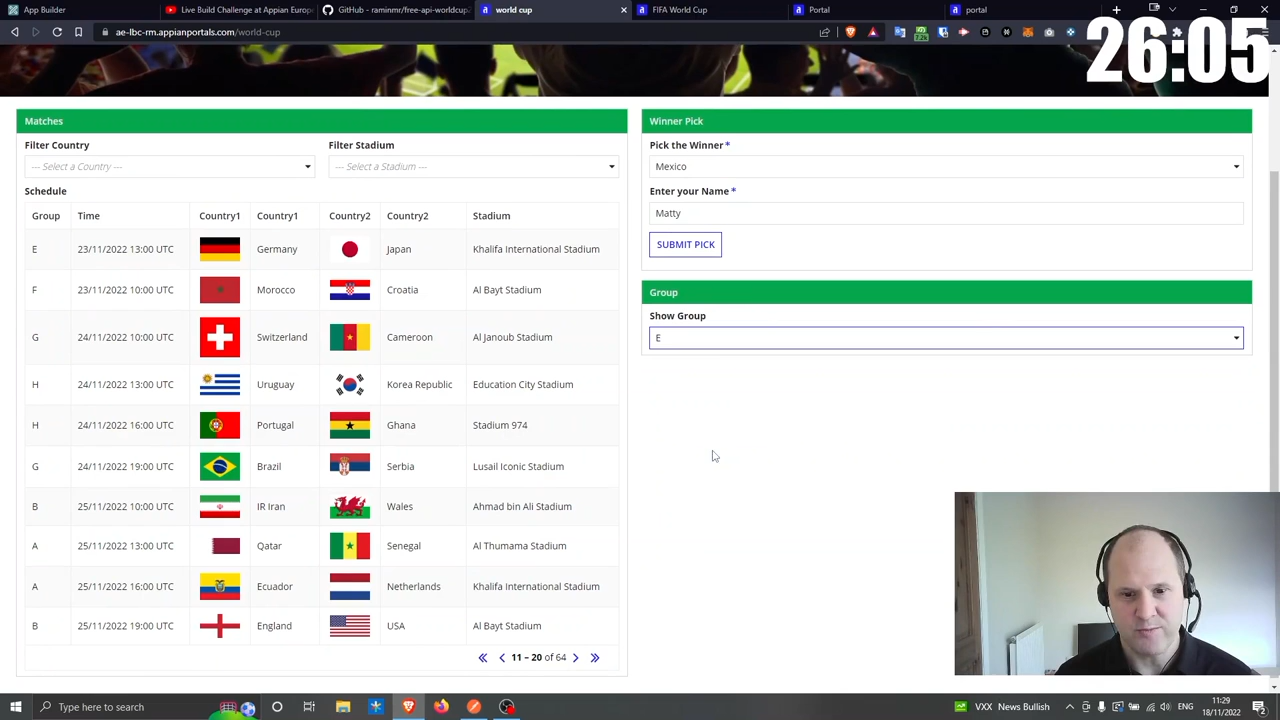 App Builder
Live Build Challenge at Appian Europe
GitHub - raminmr/free-api-worldcup
world cup
FIFA World Cup
Portal
portal
ae-lbc-rm.appianportals.com/world-cup
26:05
Matches
Filter Country
Filter Stadium
--- Select a Country ---
--- Select a Stadium ---
Schedule
Group Time Country1 Country1 Country2 Country2 Stadium
E 23/11/2022 13:00 UTC Germany Japan Khalifa International Stadium
F 23/11/2022 10:00 UTC Morocco Croatia Al Bayt Stadium
G 24/11/2022 10:00 UTC Switzerland Cameroon Al Janoub Stadium
H 24/11/2022 13:00 UTC Uruguay Korea Republic Education City Stadium
H 24/11/2022 16:00 UTC Portugal Ghana Stadium 974
G 24/11/2022 19:00 UTC Brazil Serbia Lusail Iconic Stadium
B 25/11/2022 10:00 UTC IR Iran Wales Ahmad bin Ali Stadium
A 25/11/2022 13:00 UTC Qatar Senegal Al Thumama Stadium
A 25/11/2022 16:00 UTC Ecuador Netherlands Khalifa International Stadium
B 25/11/2022 19:00 UTC England USA Al Bayt Stadium
11 – 20 of 64
Winner Pick
Pick the Winner *
Mexico
Enter your Name *
Matty
SUBMIT PICK
Group
Show Group
E
Type here to search
VXX News Bullish
11:29
18/11/2022
2